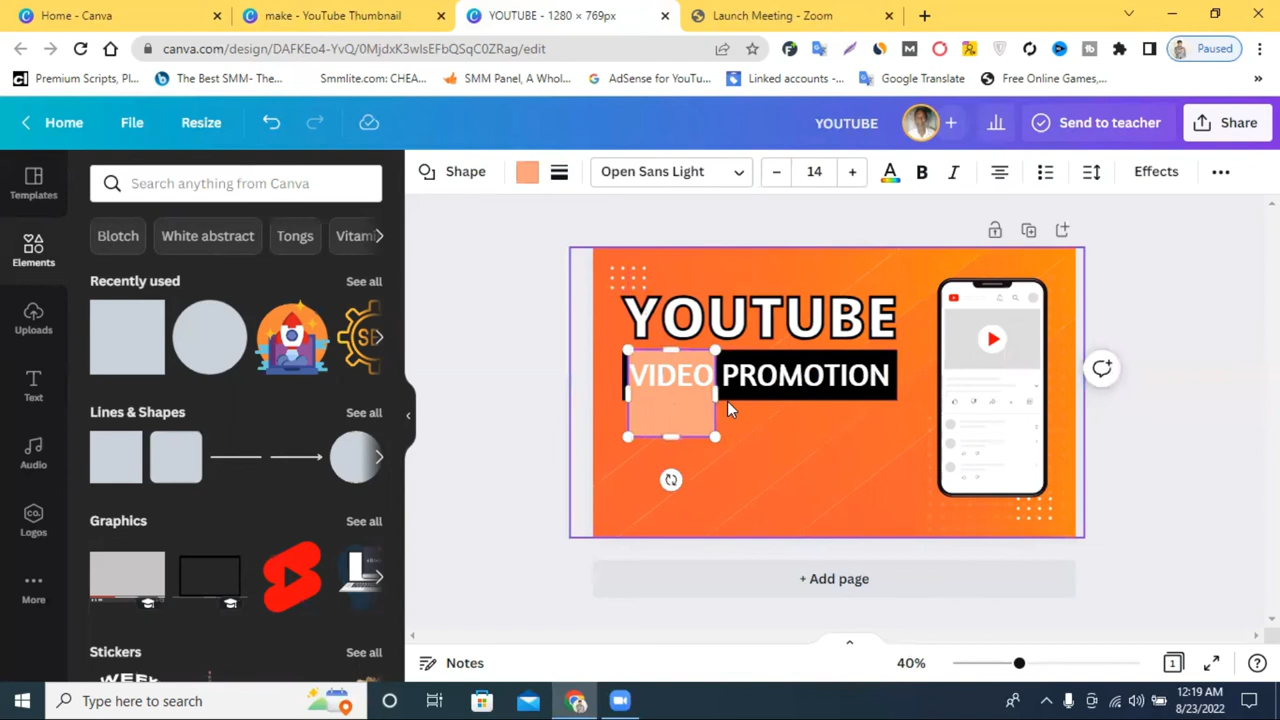 Home - Canva
make - YouTube Thumbnail
YOUTUBE - 1280 × 769px
Launch Meeting - Zoom
canva.com/design/DAFKEo4-YvQ/0MjdxK3wIsEFbQSqC0ZRag/edit
Paused
Premium Scripts, Pl...
The Best SMM- The...
Smmlite.com: CHEA...
SMM Panel, A Whol...
AdSense for YouTu...
Linked accounts -...
Google Translate
Free Online Games,...
Home
File
Resize
YOUTUBE
Send to teacher
Share
Templates
Elements
Uploads
Text
Audio
Logos
More
Search anything from Canva
Blotch
White abstract
Tongs
Vitami
Recently used
See all
Lines & Shapes
See all
Graphics
See all
Stickers
See all
Shape
Open Sans Light
14
Effects
YOUTUBE
VIDEO PROMOTION
+ Add page
Notes
40%
1
Type here to search
12:19 AM
8/23/2022